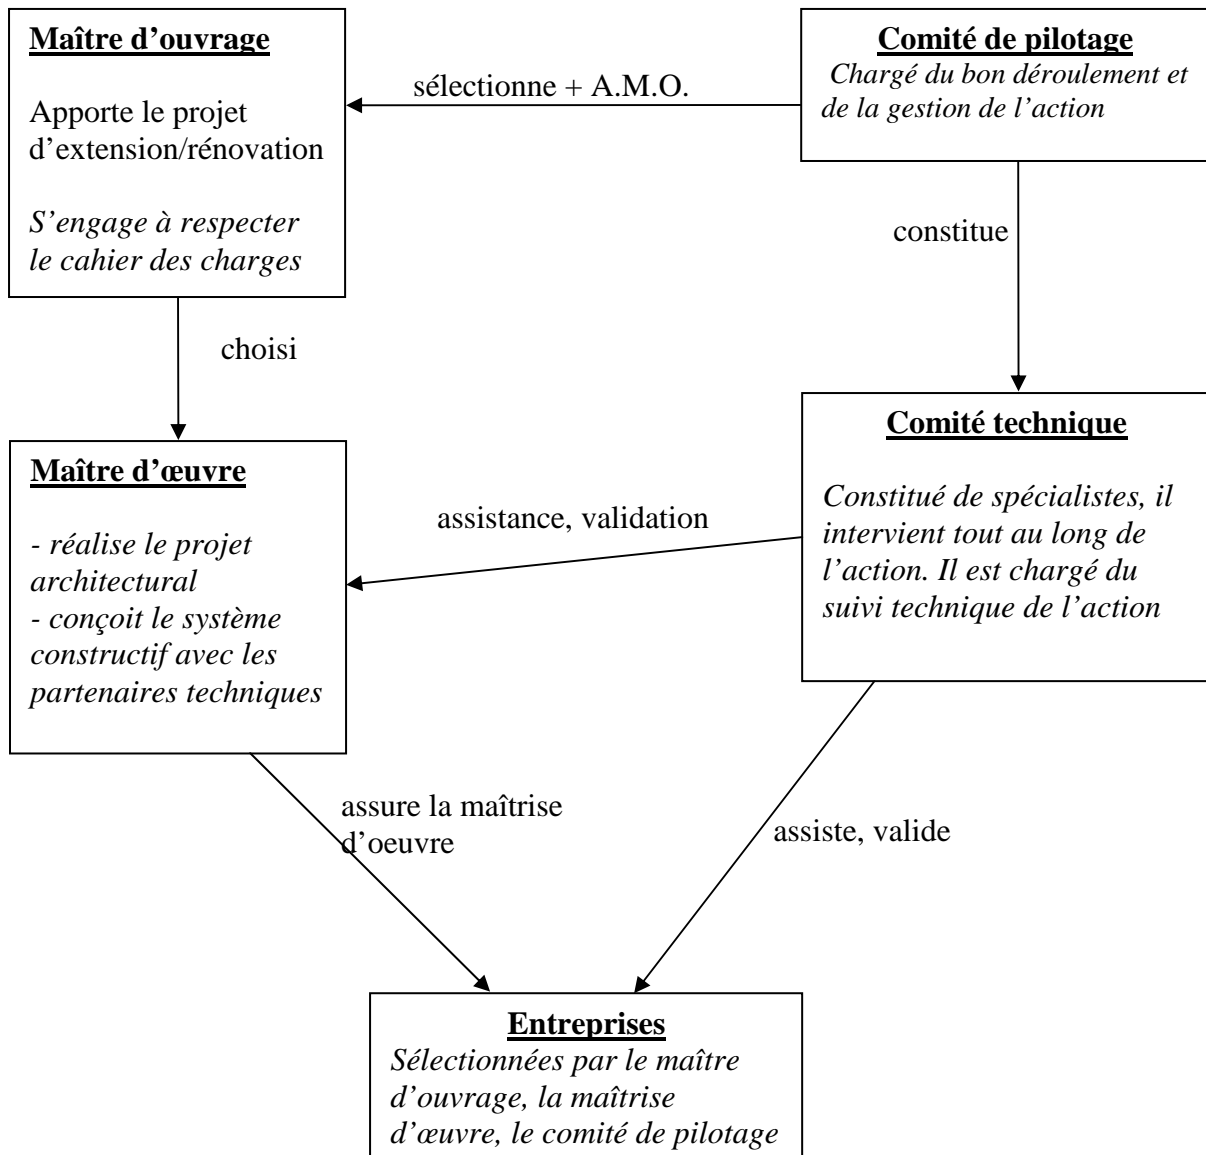 Maître d’ouvrage
Apporte le projet
d’extension/rénovation
S’engage à respecter
le cahier des charges
sélectionne + A.M.O.
Comité de pilotage
Chargé du bon déroulement et
de la gestion de l’action
constitue
choisi
Maître d’œuvre
- réalise le projet
architectural
- conçoit le système
constructif avec les
partenaires techniques
assistance, validation
Comité technique
Constitué de spécialistes, il
intervient tout au long de
l’action. Il est chargé du
suivi technique de l’action
assure la maîtrise
d’oeuvre
assiste, valide
Entreprises
Sélectionnées par le maître
d’ouvrage, la maîtrise
d’œuvre, le comité de pilotage